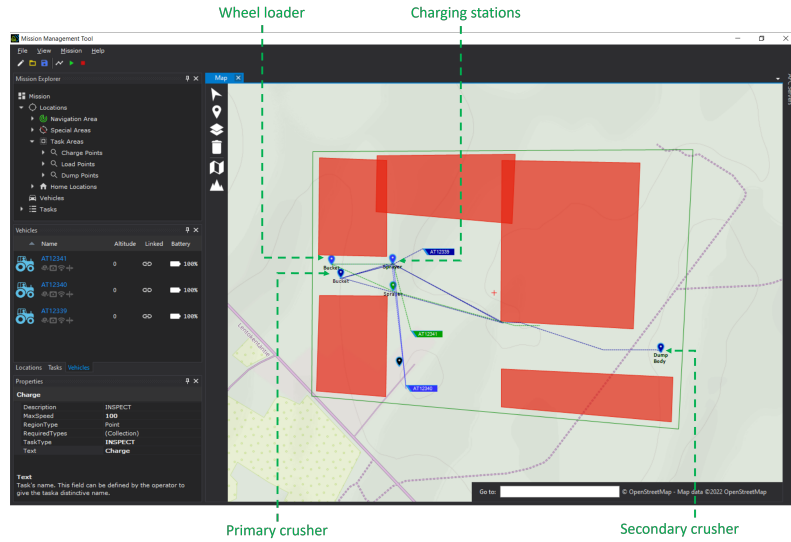 Wheel loader
Charging stations
Mission Management Tool
File View Mission Help
Mission Explorer
Map
Mission
Locations
Navigation Area
Special Areas
Task Areas
Charge Points
Load Points
Dump Points
Home Locations
Vehicles
Tasks
Vehicles
Name Altitude Linked Battery
AT12341
0 100%
AT12340
0 100%
AT12339
0 100%
Locations Tasks Vehicles
Properties
Charge
Description INSPECT
MaxSpeed 100
RegionType Point
RequiredTypes (Collection)
TaskType INSPECT
Text Charge
Text
Task's name. This field can be defined by the operator to
give the taska distinctive name.
AT12339
Bucket
Sprayer
Bucket
Sprayer
AT12341
Dump
Body
AT12340
Go to:
© OpenStreetMap - Map data ©2022 OpenStreetMap
Primary crusher
Secondary crusher